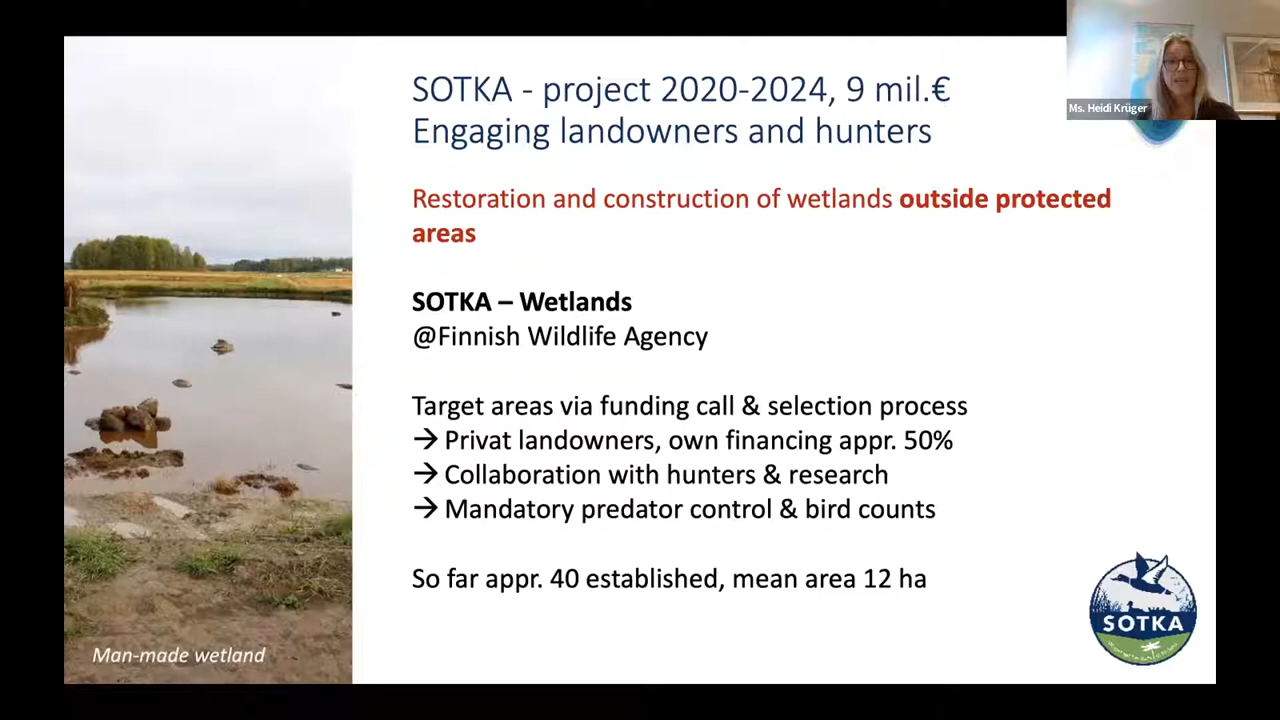 SOTKA - project 2020-2024, 9 mil.€
Engaging landowners and hunters
Ms. Heidi Krüger
Restoration and construction of wetlands outside protected
areas
SOTKA – Wetlands
@Finnish Wildlife Agency
Target areas via funding call & selection process
→ Privat landowners, own financing appr. 50%
→ Collaboration with hunters & research
→ Mandatory predator control & bird counts
So far appr. 40 established, mean area 12 ha
SOTKA
Man-made wetland